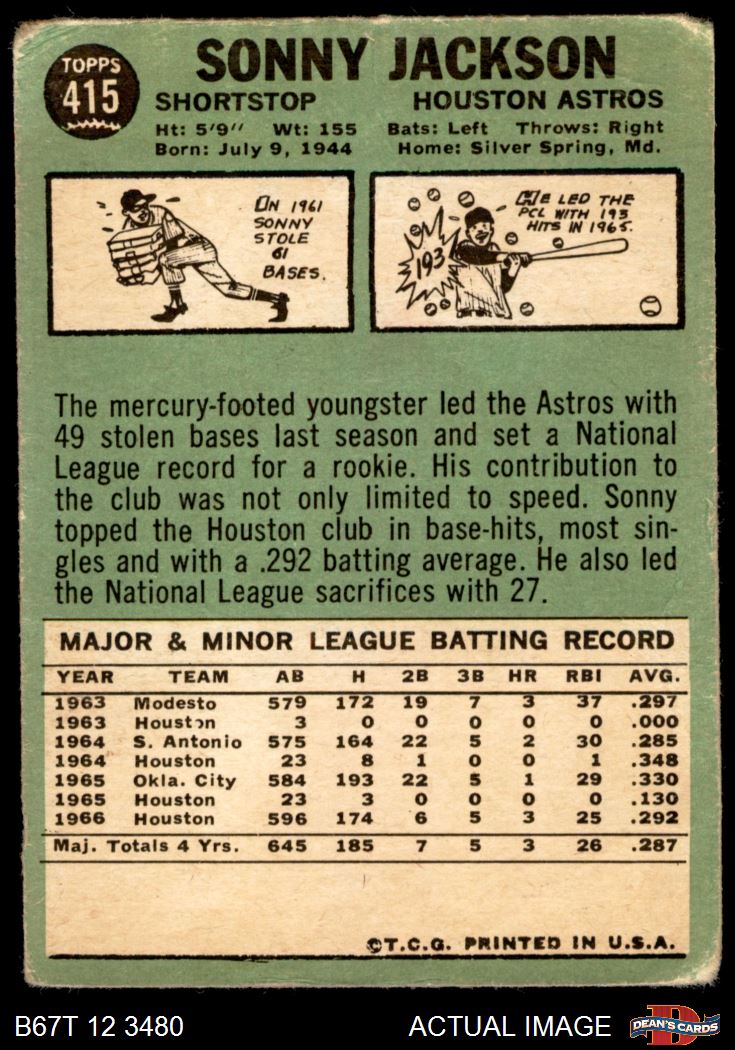 TOPPS
415
SONNY JACKSON
SHORTSTOP HOUSTON ASTROS
Ht: 5'9" Wt: 155 Bats: Left Throws: Right
Born: July 9, 1944 Home: Silver Spring, Md.
ON 1961
SONNY
STOLE
61
BASES.
HE LED THE
PCL WITH 193
HITS IN 1965.
193
The mercury-footed youngster led the Astros with
49 stolen bases last season and set a National
League record for a rookie. His contribution to
the club was not only limited to speed. Sonny
topped the Houston club in base-hits, most sin-
gles and with a .292 batting average. He also led
the National League sacrifices with 27.
MAJOR & MINOR LEAGUE BATTING RECORD
YEAR TEAM AB H 2B 3B HR RBI AVG.
1963 Modesto 579 172 19 7 3 37 .297
1963 Houston 3 0 0 0 0 0 .000
1964 S. Antonio 575 164 22 5 2 30 .285
1964 Houston 23 8 1 0 0 1 .348
1965 Okla. City 584 193 22 5 1 29 .330
1965 Houston 23 3 0 0 0 0 .130
1966 Houston 596 174 6 5 3 25 .292
Maj. Totals 4 Yrs. 645 185 7 5 3 26 .287
©T.C.G. PRINTED IN U.S.A.
B67T 12 3480 ACTUAL IMAGE
D
DEAN'S CARDS